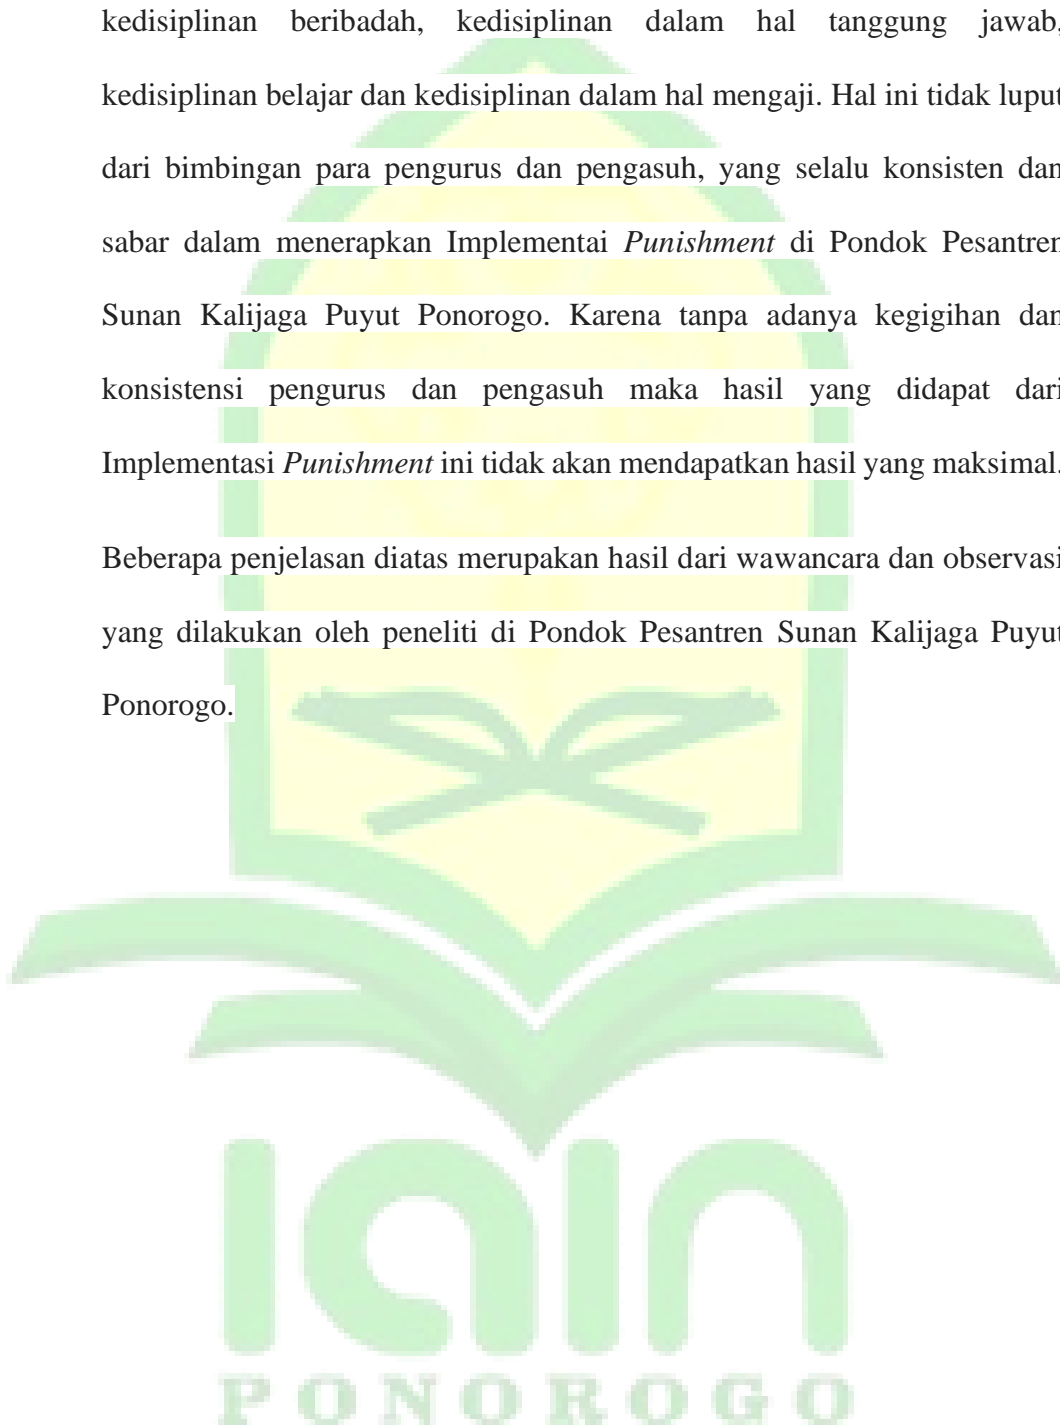 kedisiplinan beribadah, kedisiplinan dalam hal tanggung jawab,
kedisiplinan belajar dan kedisiplinan dalam hal mengaji. Hal ini tidak luput
dari bimbingan para pengurus dan pengasuh, yang selalu konsisten dan
sabar dalam menerapkan Implementai Punishment di Pondok Pesantren
Sunan Kalijaga Puyut Ponorogo. Karena tanpa adanya kegigihan dan
konsistensi pengurus dan pengasuh maka hasil yang didapat dari
Implementasi Punishment ini tidak akan mendapatkan hasil yang maksimal.
Beberapa penjelasan diatas merupakan hasil dari wawancara dan observasi
yang dilakukan oleh peneliti di Pondok Pesantren Sunan Kalijaga Puyut
Ponorogo.
IAIN
PONOROGO